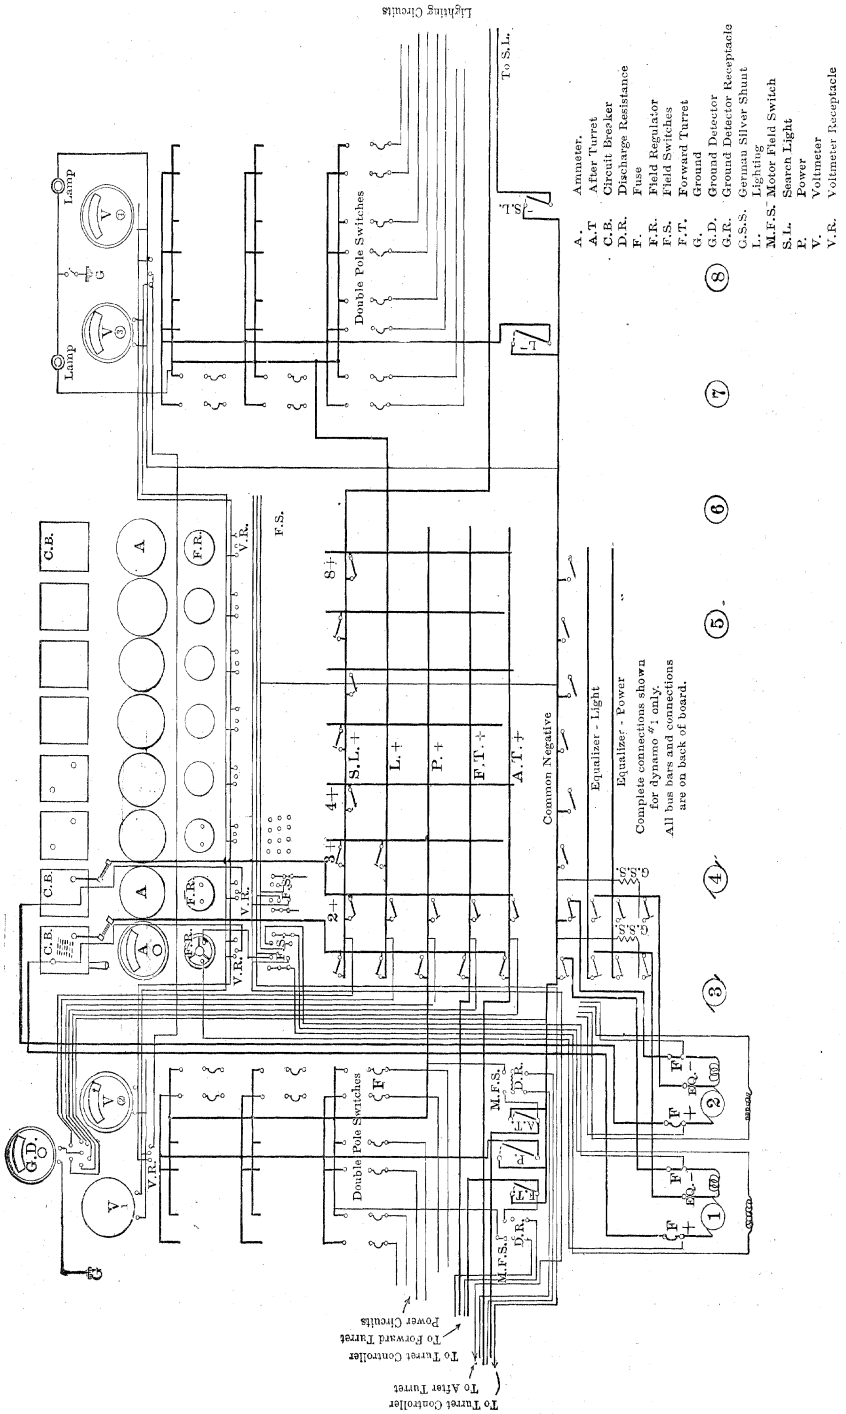 Lighting Circuits
To S.L.
Lamp
V
1
G
Lamp
V
3
Double Pole Switches
- S.L.
- L
A. Ammeter.
A.T After Turret
C.B. Circuit Breaker
D.R. Discharge Resistance
F. Fuse
F.R. Field Regulator
F.S. Field Switches
F.T. Forward Turret
G. Ground
G.D. Ground Detector
G.R. Ground Detector Receptacle
G.S.S. German Silver Shunt
L. Lighting
M.F.S. Motor Field Switch
S.L. Search Light
P. Power
V. Voltmeter
V.R. Voltmeter Receptacle
C.B.
A
F.R.
V.R.
F.S.
8+
S.L.+
L.+
P.+
F.T.+
A.T.+
4+
3+
2+
Common Negative
Equalizer - Light
Equalizer - Power
Complete connections shown
for dynamo #1 only.
All bus bars and connections
are on back of board.
C.B.
A
F.R.
V.R.
F.S.
G.S.S.
C.B.
A
F.R.
V.R.
F.S.
G.S.S.
8
7
6
5
4
3
G.D.
V
2
V
1
V.R.
G
Double Pole Switches
F
M.F.S.
D.R.
A.T.
P.
F.T.
M.F.S.
D.R.
F
EQ.-
F
+
2
F
EQ.-
F
+
1
Power Circuits
To Forward Turret
To Turret Controller
To After Turret
To Turret Controller